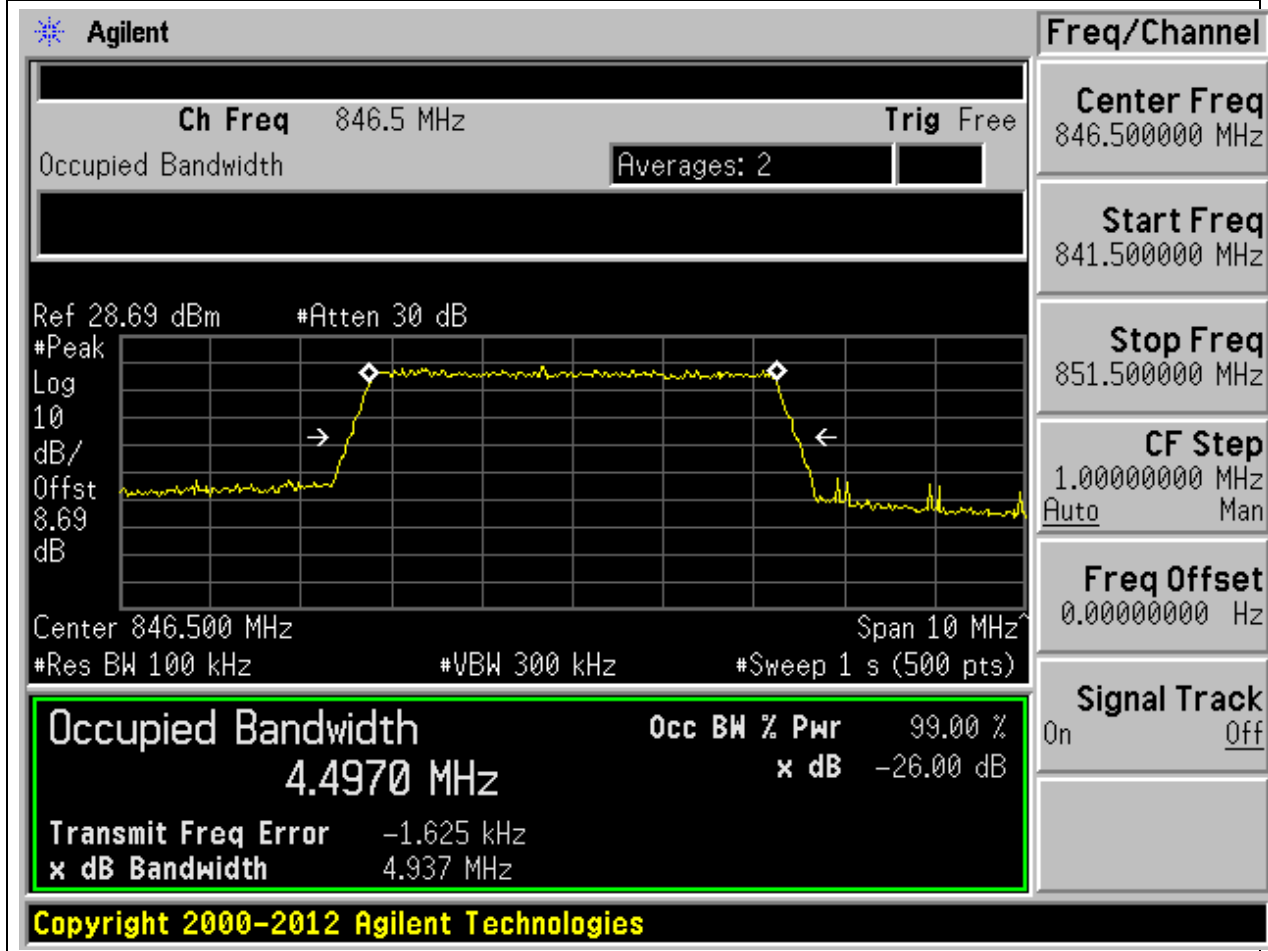 Agilent
Ch Freq 846.5 MHz Trig Free
Occupied Bandwidth Averages: 2
Ref 28.69 dBm #Atten 30 dB
#Peak
Log
10
dB/
Offst
8.69
dB
Center 846.500 MHz Span 10 MHz^
#Res BW 100 kHz #VBW 300 kHz #Sweep 1 s (500 pts)
Occupied Bandwidth Occ BW % Pwr 99.00 %
4.4970 MHz x dB -26.00 dB
Transmit Freq Error -1.625 kHz
x dB Bandwidth 4.937 MHz
Copyright 2000-2012 Agilent Technologies
Freq/Channel
Center Freq
846.500000 MHz
Start Freq
841.500000 MHz
Stop Freq
851.500000 MHz
CF Step
1.00000000 MHz
Auto Man
Freq Offset
0.00000000 Hz
Signal Track
On Off